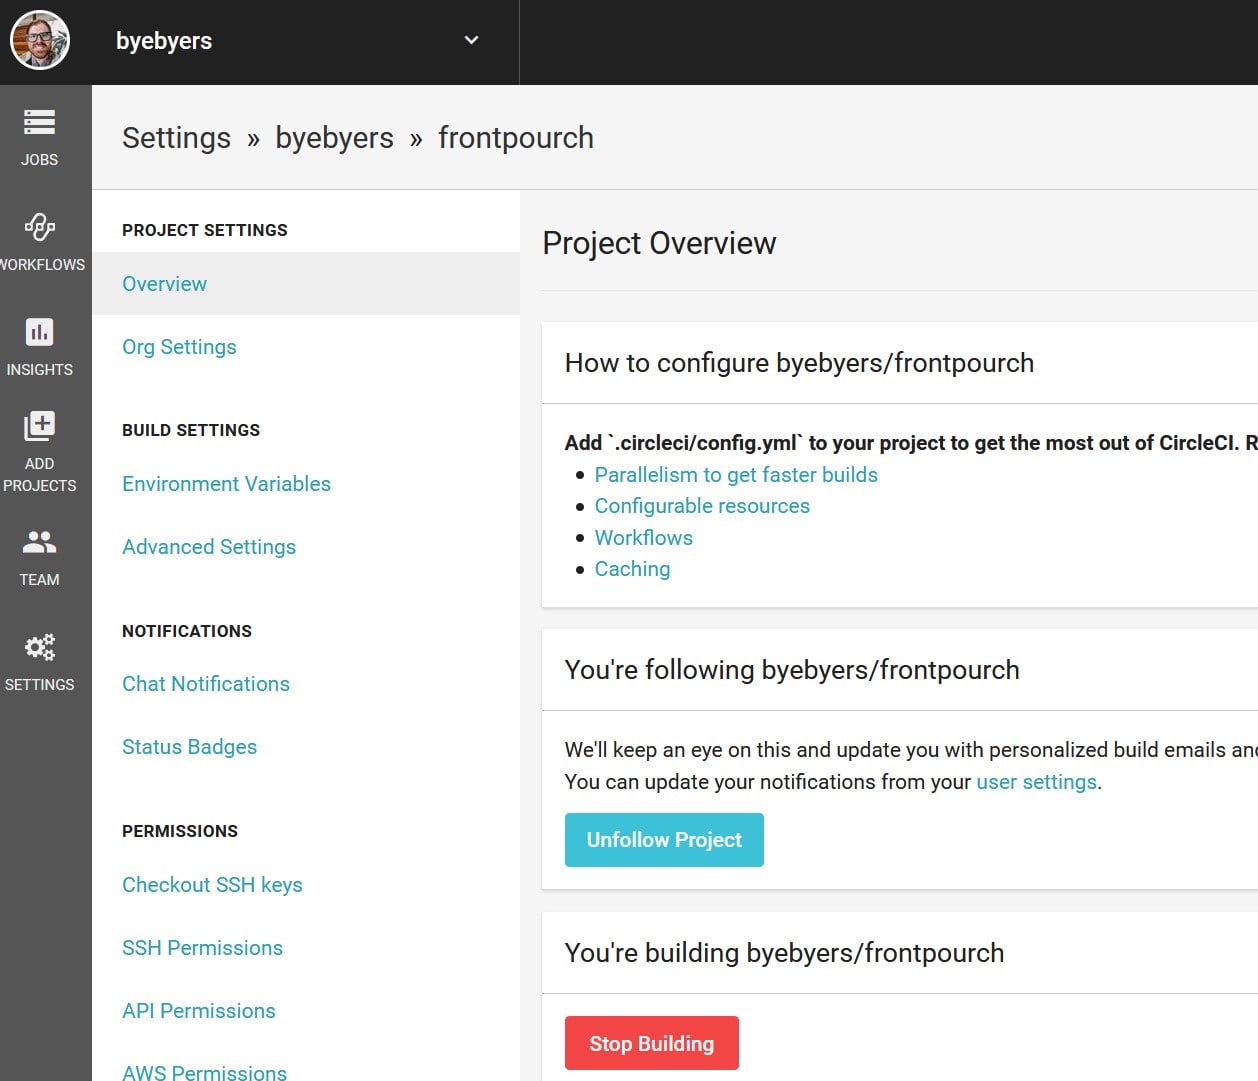 byebyers
JOBS
WORKFLOWS
INSIGHTS
ADD
PROJECTS
TEAM
SETTINGS
Settings » byebyers » frontpourch
PROJECT SETTINGS
Overview
Org Settings
BUILD SETTINGS
Environment Variables
Advanced Settings
NOTIFICATIONS
Chat Notifications
Status Badges
PERMISSIONS
Checkout SSH keys
SSH Permissions
API Permissions
AWS Permissions
Project Overview
How to configure byebyers/frontpourch
Add `.circleci/config.yml` to your project to get the most out of CircleCI. R
Parallelism to get faster builds
Configurable resources
Workflows
Caching
You're following byebyers/frontpourch
We'll keep an eye on this and update you with personalized build emails and
You can update your notifications from your user settings.
Unfollow Project
You're building byebyers/frontpourch
Stop Building